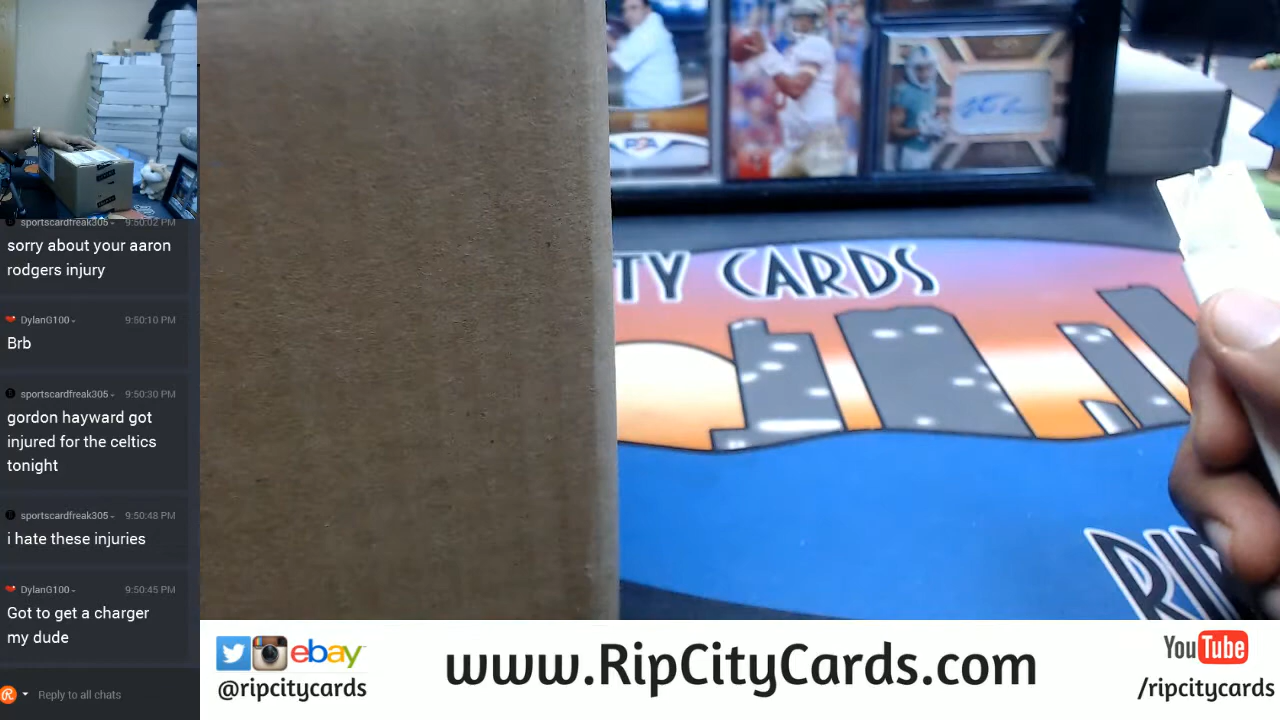 sportscardfreak305 9:50:02 PM
sorry about your aaron
rodgers injury
DylanG100 9:50:10 PM
Brb
sportscardfreak305 9:50:30 PM
gordon hayward got
injured for the celtics
tonight
sportscardfreak305 9:50:48 PM
i hate these injuries
DylanG100 9:50:45 PM
Got to get a charger
my dude
Reply to all chats
PSA
TY CARDS
RIP
ebay
@ripcitycards
www.RipCityCards.com
YouTube
/ripcitycards